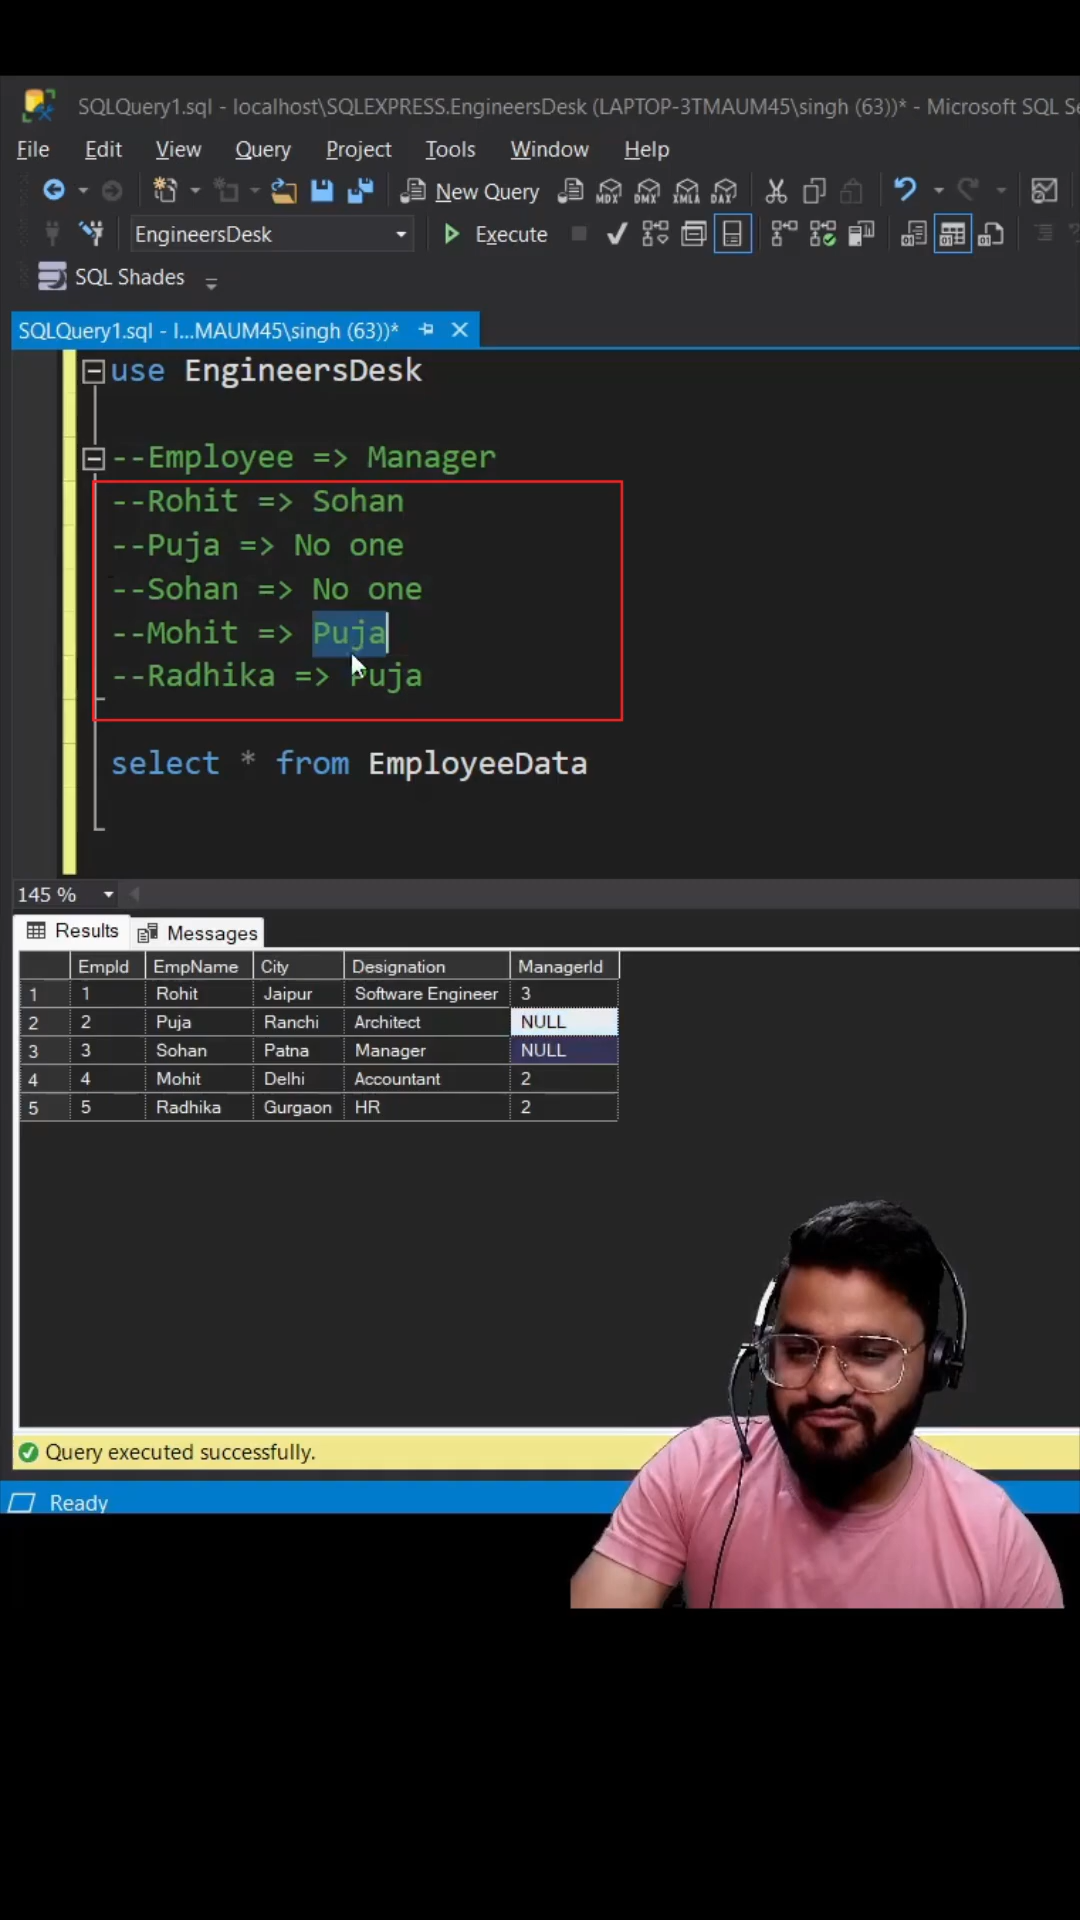 SQLQuery1.sql - localhost\SQLEXPRESS.EngineersDesk (LAPTOP-3TMAUM45\singh (63))* - Microsoft SQL Se
File Edit View Query Project Tools Window Help
New Query MDX DMX XMLA DAX
EngineersDesk Execute
SQL Shades
SQLQuery1.sql - l...MAUM45\singh (63))*
use EngineersDesk
--Employee => Manager
--Rohit => Sohan
--Puja => No one
--Sohan => No one
--Mohit => Puja
--Radhika => Puja
select * from EmployeeData
145 %
Results Messages
EmpId EmpName City Designation ManagerId
1 1 Rohit Jaipur Software Engineer 3
2 2 Puja Ranchi Architect NULL
3 3 Sohan Patna Manager NULL
4 4 Mohit Delhi Accountant 2
5 5 Radhika Gurgaon HR 2
Query executed successfully.
Ready